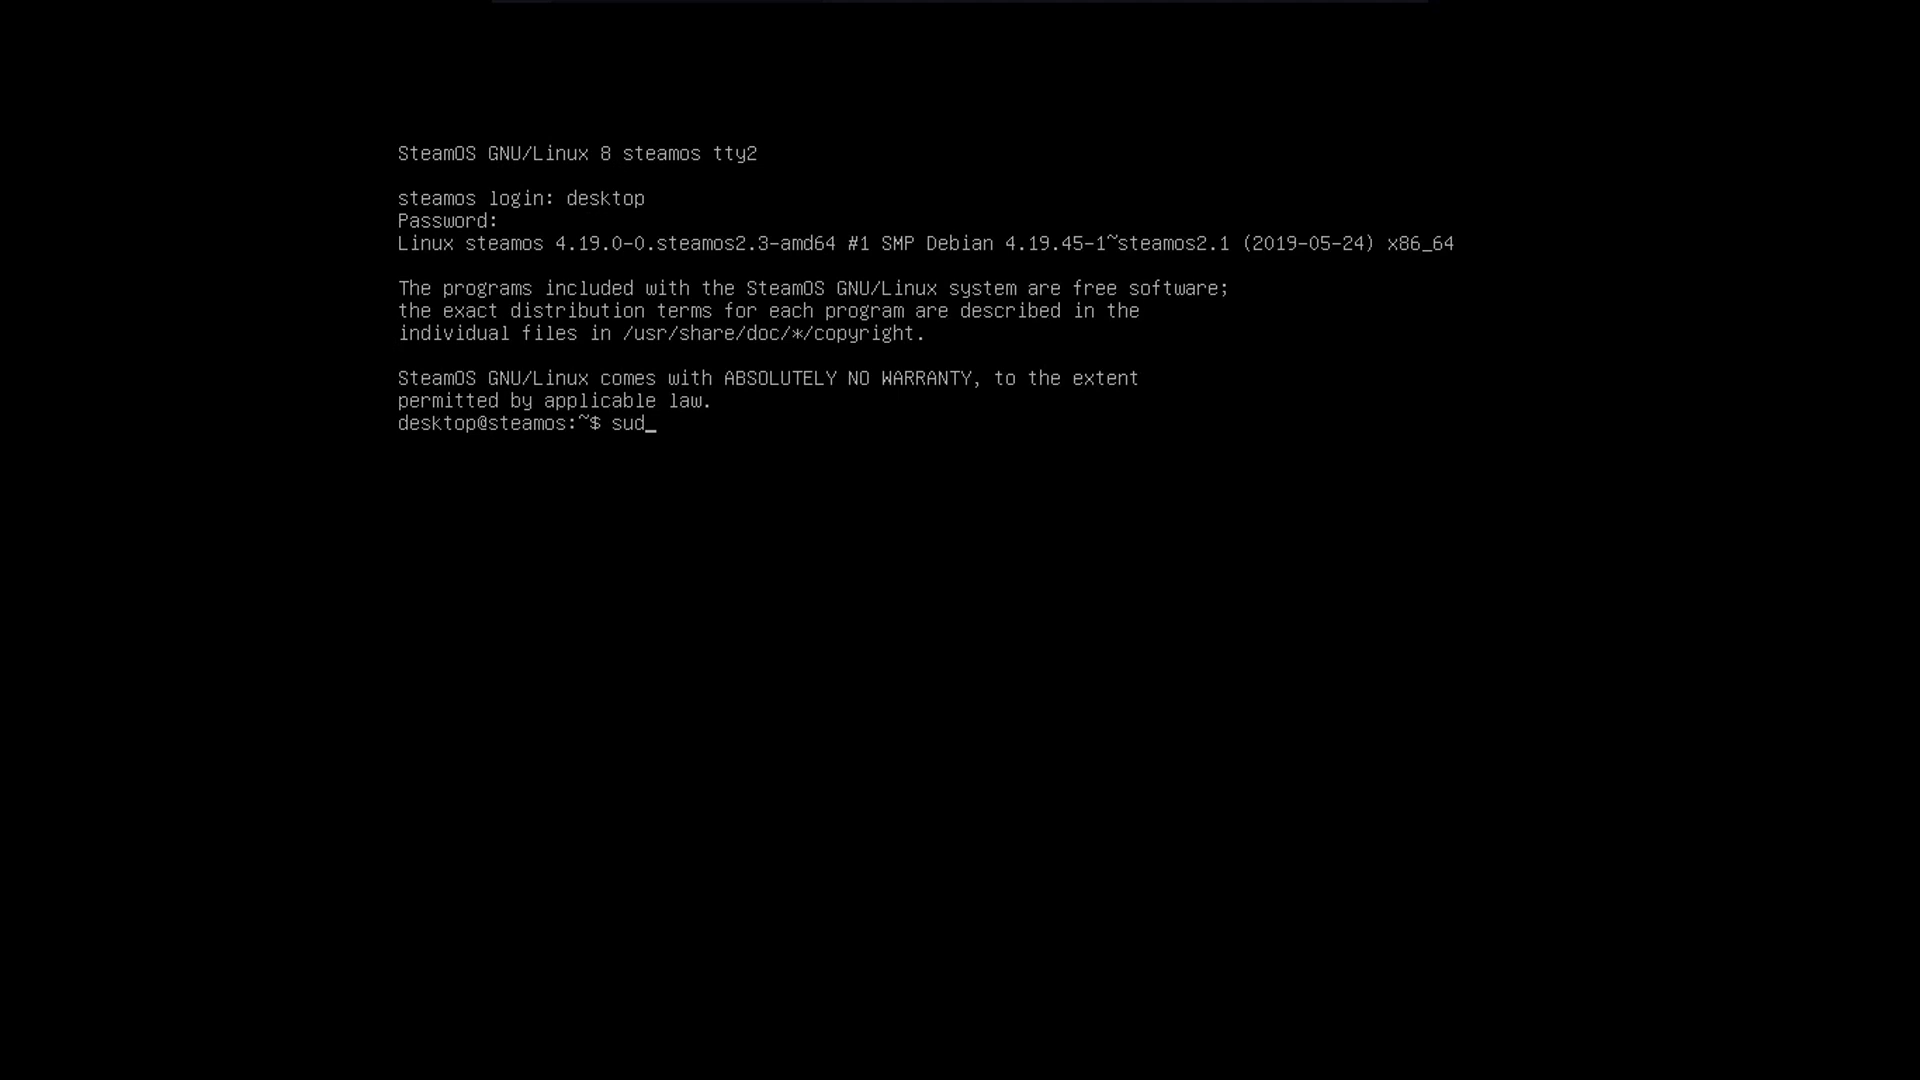 SteamOS GNU/Linux 8 steamos tty2
steamos login: desktop
Password:
Linux steamos 4.19.0-0.steamos2.3-amd64 #1 SMP Debian 4.19.45-1~steamos2.1 (2019-05-24) x86_64
The programs included with the SteamOS GNU/Linux system are free software;
the exact distribution terms for each program are described in the
individual files in /usr/share/doc/*/copyright.
SteamOS GNU/Linux comes with ABSOLUTELY NO WARRANTY, to the extent
permitted by applicable law.
desktop@steamos:~$ sud_